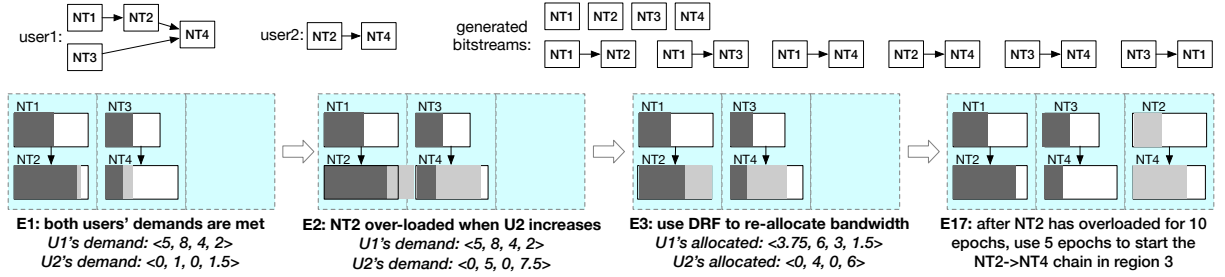 user1:
NT1
NT2
NT4
NT3
user2:
NT2
NT4
generated
bitstreams:
NT1
NT2
NT3
NT4
NT1
NT2
NT1
NT3
NT1
NT4
NT2
NT4
NT3
NT4
NT3
NT1
NT1
NT3
NT2
NT4
E1: both users' demands are met
U1's demand: <5, 8, 4, 2>
U2's demand: <0, 1, 0, 1.5>
NT1
NT3
NT2
NT4
E2: NT2 over-loaded when U2 increases
U1's demand: <5, 8, 4, 2>
U2's demand: <0, 5, 0, 7.5>
NT1
NT3
NT2
NT4
E3: use DRF to re-allocate bandwidth
U1's allocated: <3.75, 6, 3, 1.5>
U2's allocated: <0, 4, 0, 6>
NT1
NT3
NT2
NT2
NT4
NT4
E17: after NT2 has overloaded for 10
epochs, use 5 epochs to start the
NT2->NT4 chain in region 3